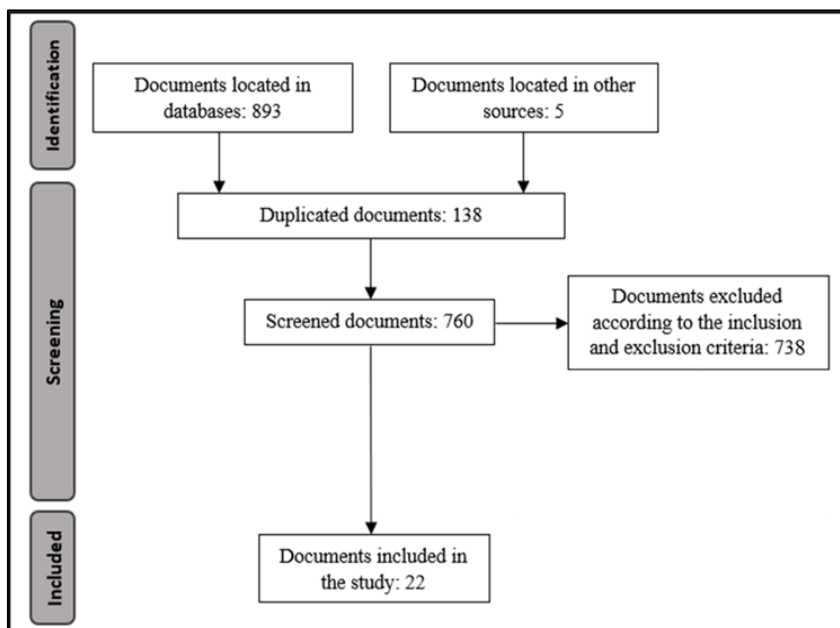 Identification
Documents located in
databases: 893
Documents located in other
sources: 5
Screening
Duplicated documents: 138
Screened documents: 760
Documents excluded
according to the inclusion
and exclusion criteria: 738
Included
Documents included in
the study: 22